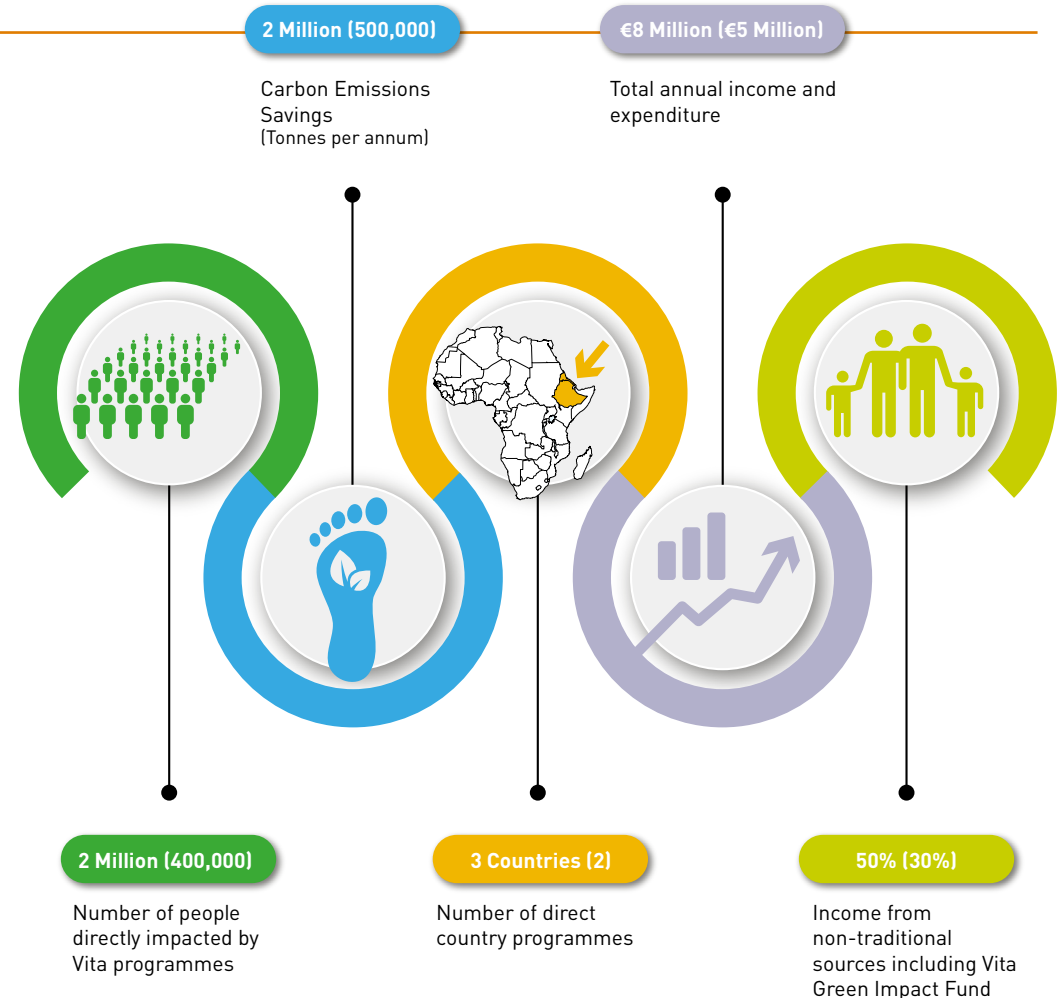 2 Million (500,000)
Carbon Emissions
Savings
(Tonnes per annum)
€8 Million (€5 Million)
Total annual income and
expenditure
2 Million (400,000)
Number of people
directly impacted by
Vita programmes
3 Countries (2)
Number of direct
country programmes
50% (30%)
Income from
non-traditional
sources including Vita
Green Impact Fund